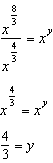 x^(8/3) / x^(4/3) = x^y
x^(4/3) = x^y
4/3 = y